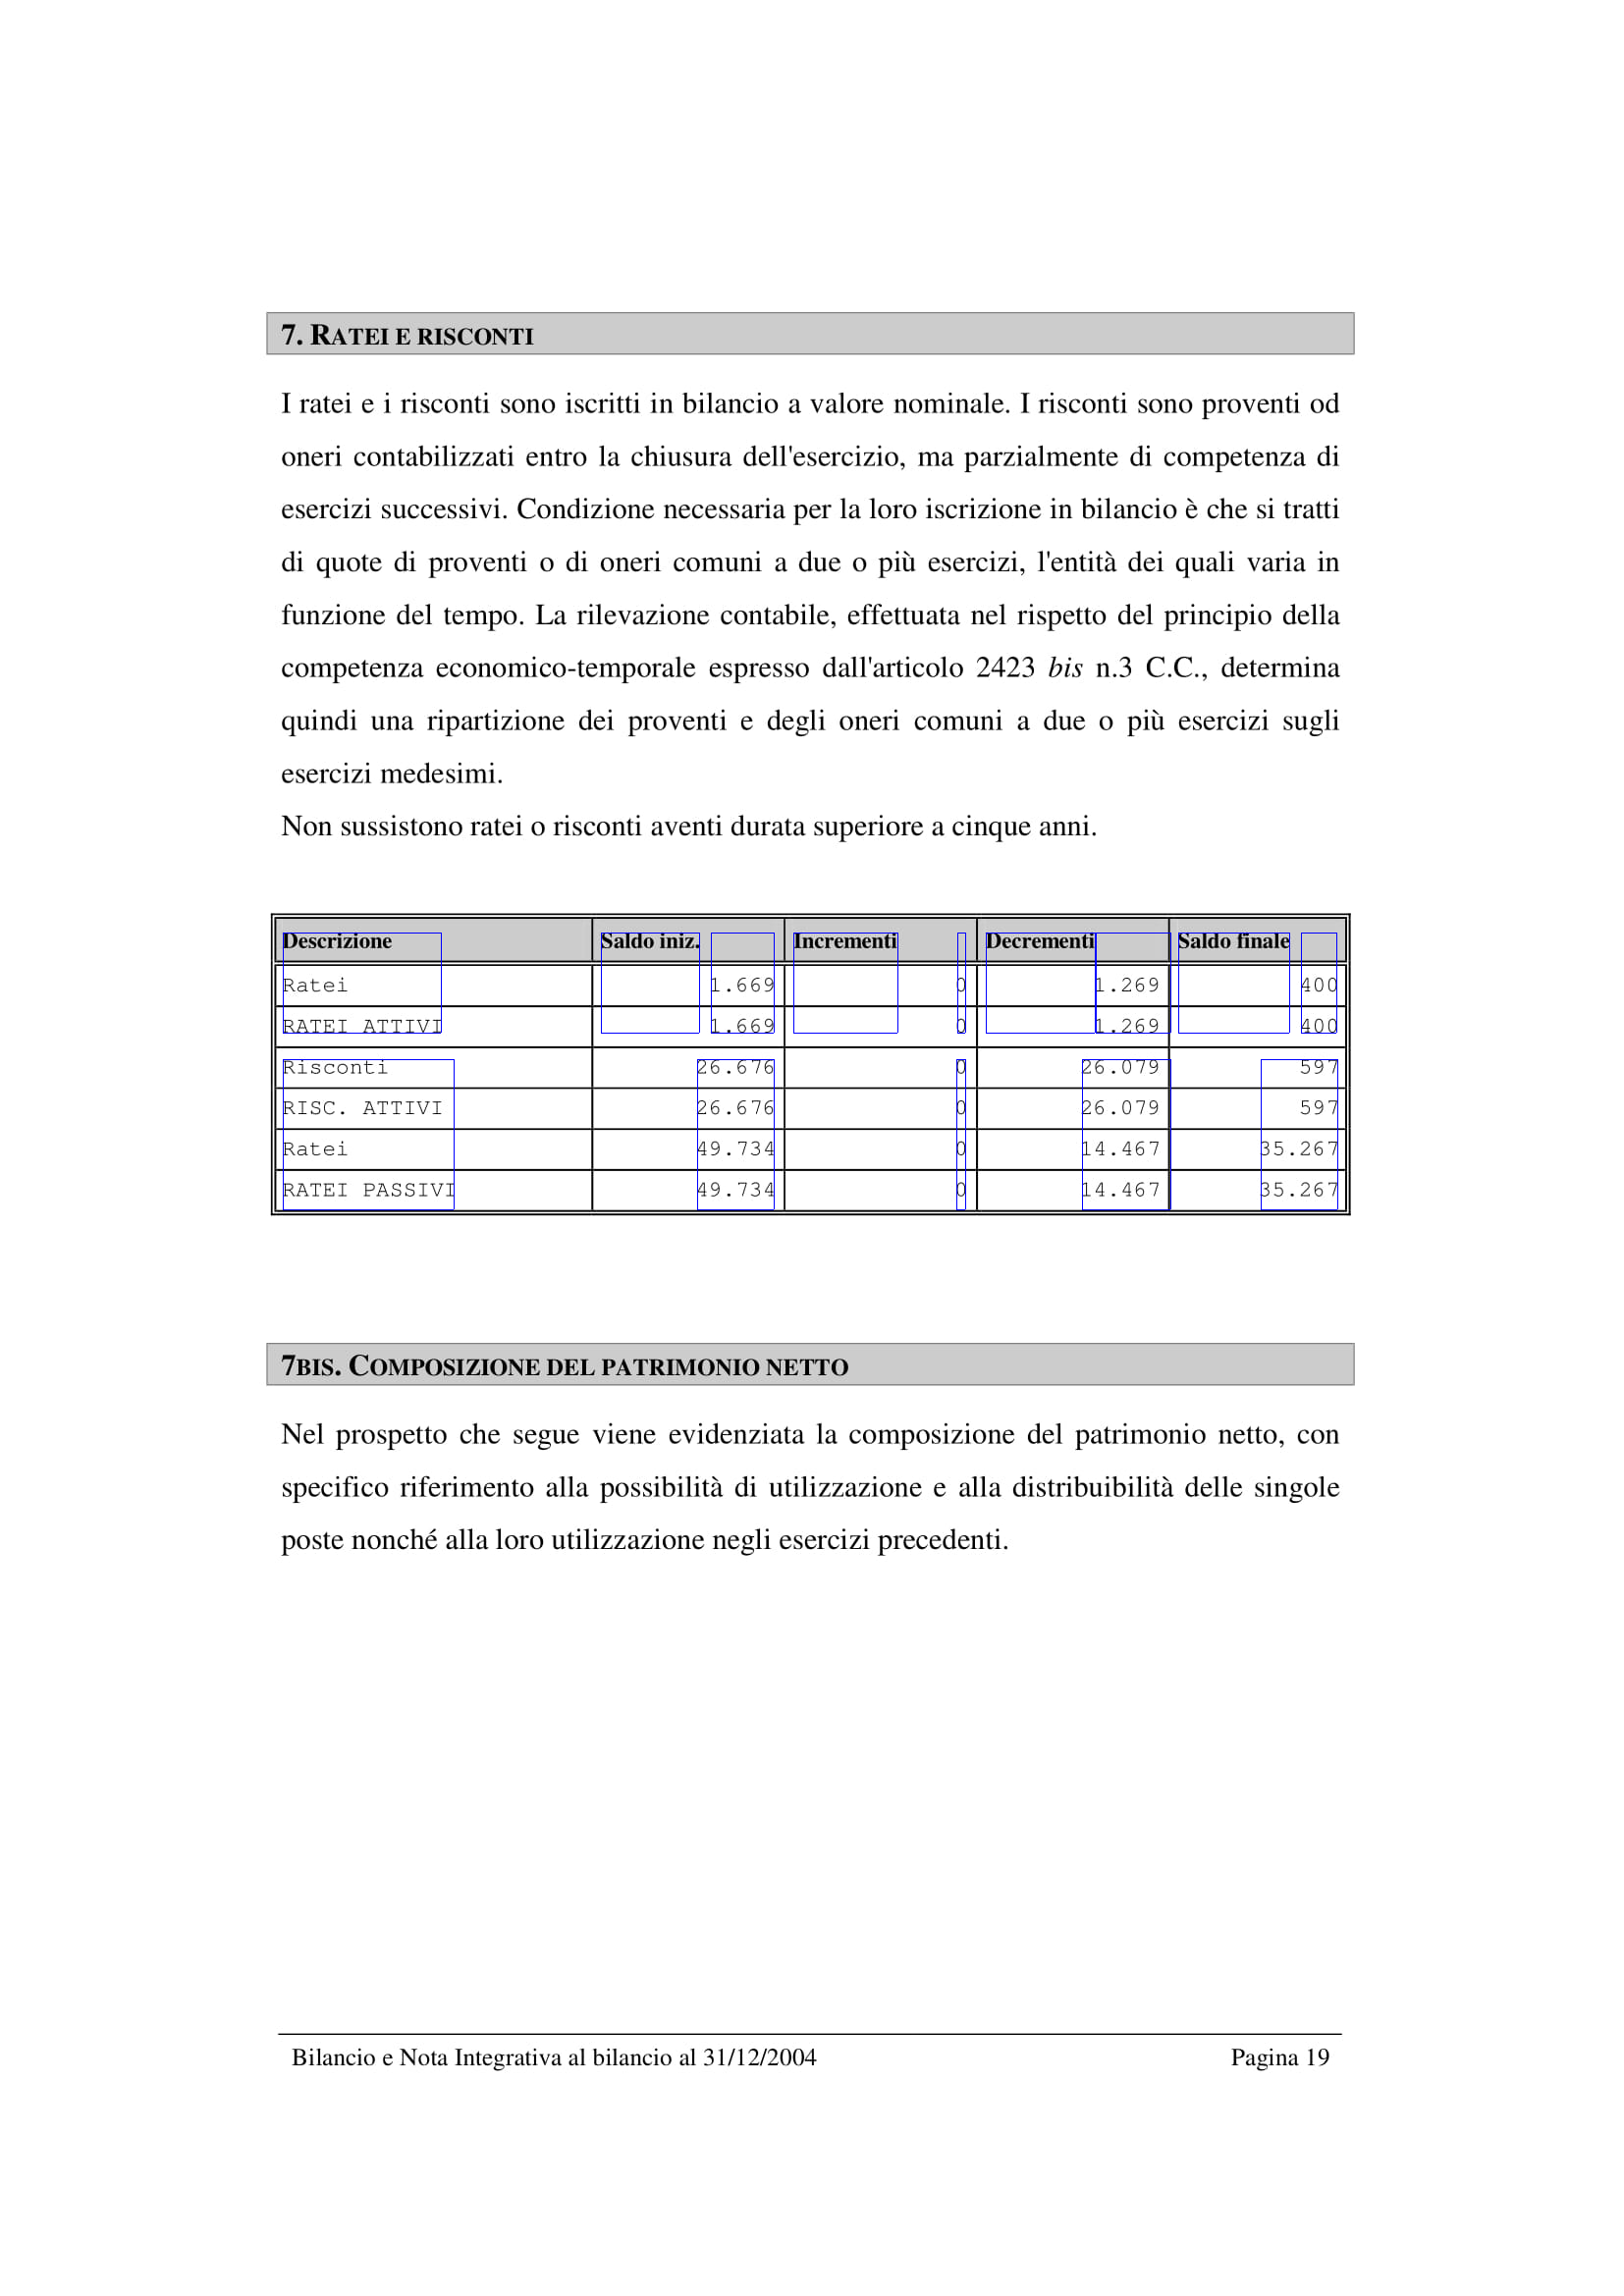 7. RATEI E RISCONTI
I ratei e i risconti sono iscritti in bilancio a valore nominale. I risconti sono proventi od
oneri contabilizzati entro la chiusura dell'esercizio, ma parzialmente di competenza di
esercizi successivi. Condizione necessaria per la loro iscrizione in bilancio è che si tratti
di quote di proventi o di oneri comuni a due o più esercizi, l'entità dei quali varia in
funzione del tempo. La rilevazione contabile, effettuata nel rispetto del principio della
competenza economico-temporale espresso dall'articolo 2423 bis n.3 C.C., determina
quindi una ripartizione dei proventi e degli oneri comuni a due o più esercizi sugli
esercizi medesimi.
Non sussistono ratei o risconti aventi durata superiore a cinque anni.
Descrizione Saldo iniz. Incrementi Decrementi Saldo finale
Ratei 1.669 0 1.269 400
RATEI ATTIVI 1.669 0 1.269 400
Risconti 26.676 0 26.079 597
RISC. ATTIVI 26.676 0 26.079 597
Ratei 49.734 0 14.467 35.267
RATEI PASSIVI 49.734 0 14.467 35.267
7BIS. COMPOSIZIONE DEL PATRIMONIO NETTO
Nel prospetto che segue viene evidenziata la composizione del patrimonio netto, con
specifico riferimento alla possibilità di utilizzazione e alla distribuibilità delle singole
poste nonché alla loro utilizzazione negli esercizi precedenti.
Bilancio e Nota Integrativa al bilancio al 31/12/2004 Pagina 19